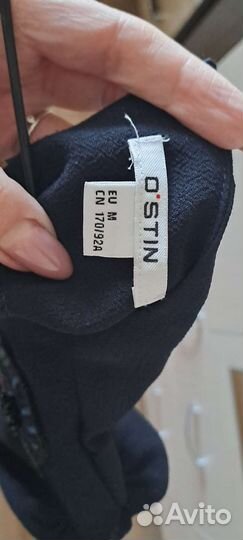 O'STIN
EU M
CN 170/92A
Avito